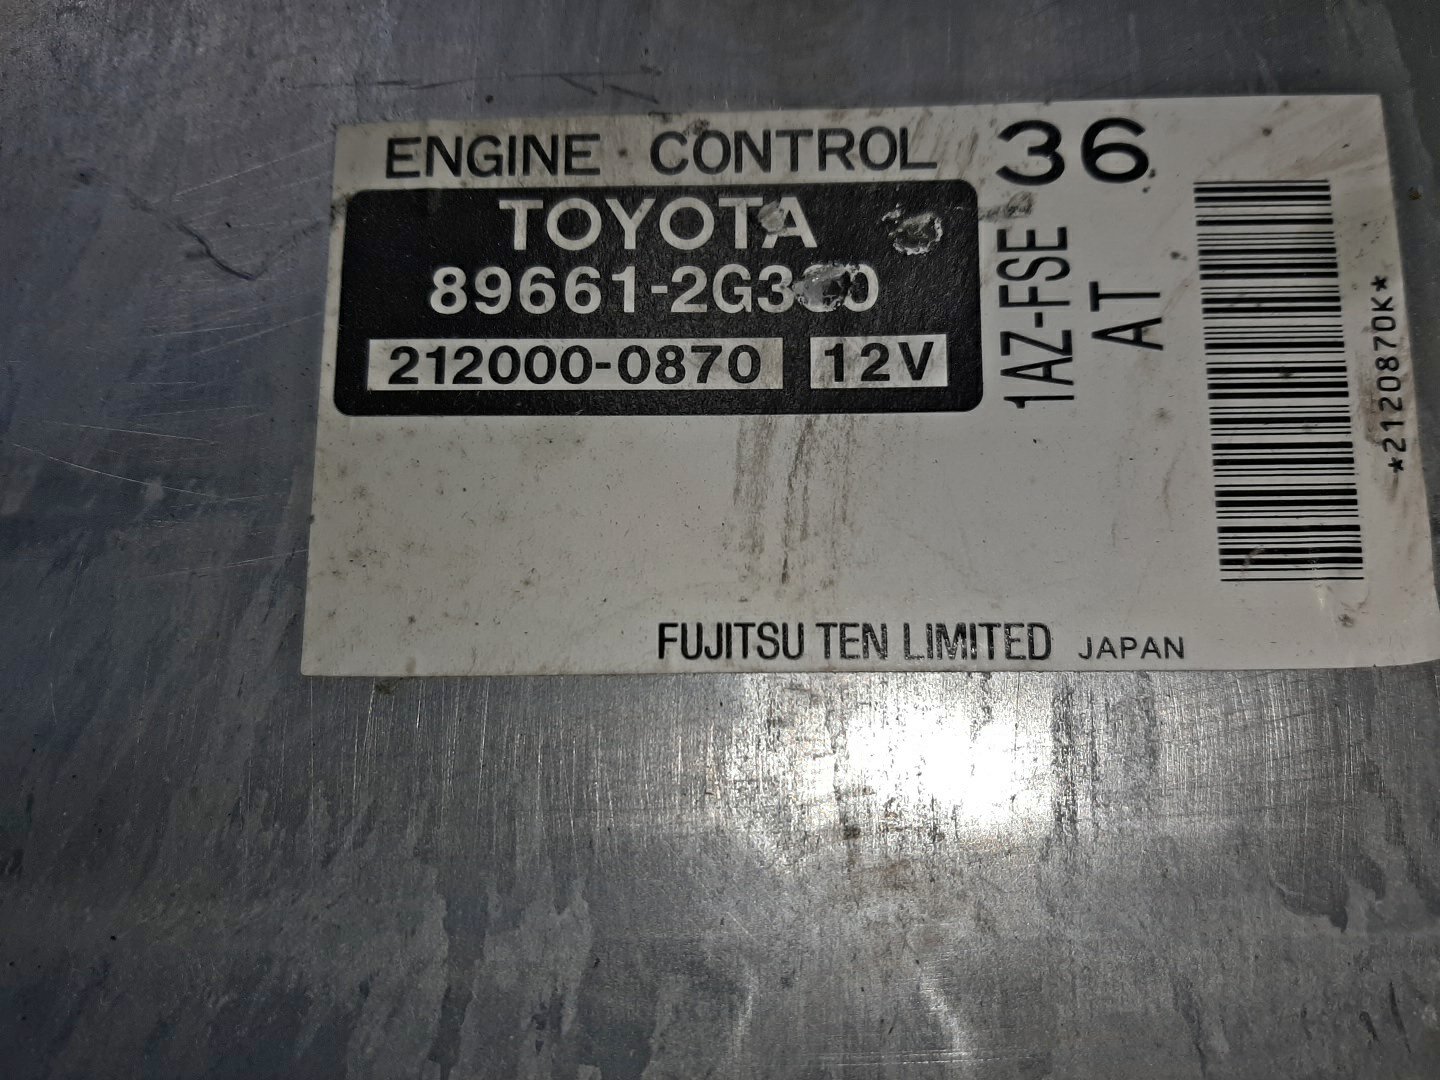 ENGINE CONTROL 36
TOYOTA
212000-0870 12V
1AZ-FSE
AT
*2120870K*
FUJITSU TEN LIMITED JAPAN